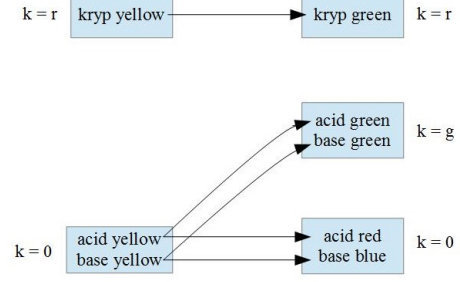 k = r kryp yellow kryp green k = r
acid green
base green
k = g
acid yellow
base yellow
k = 0
acid red
base blue
k = 0